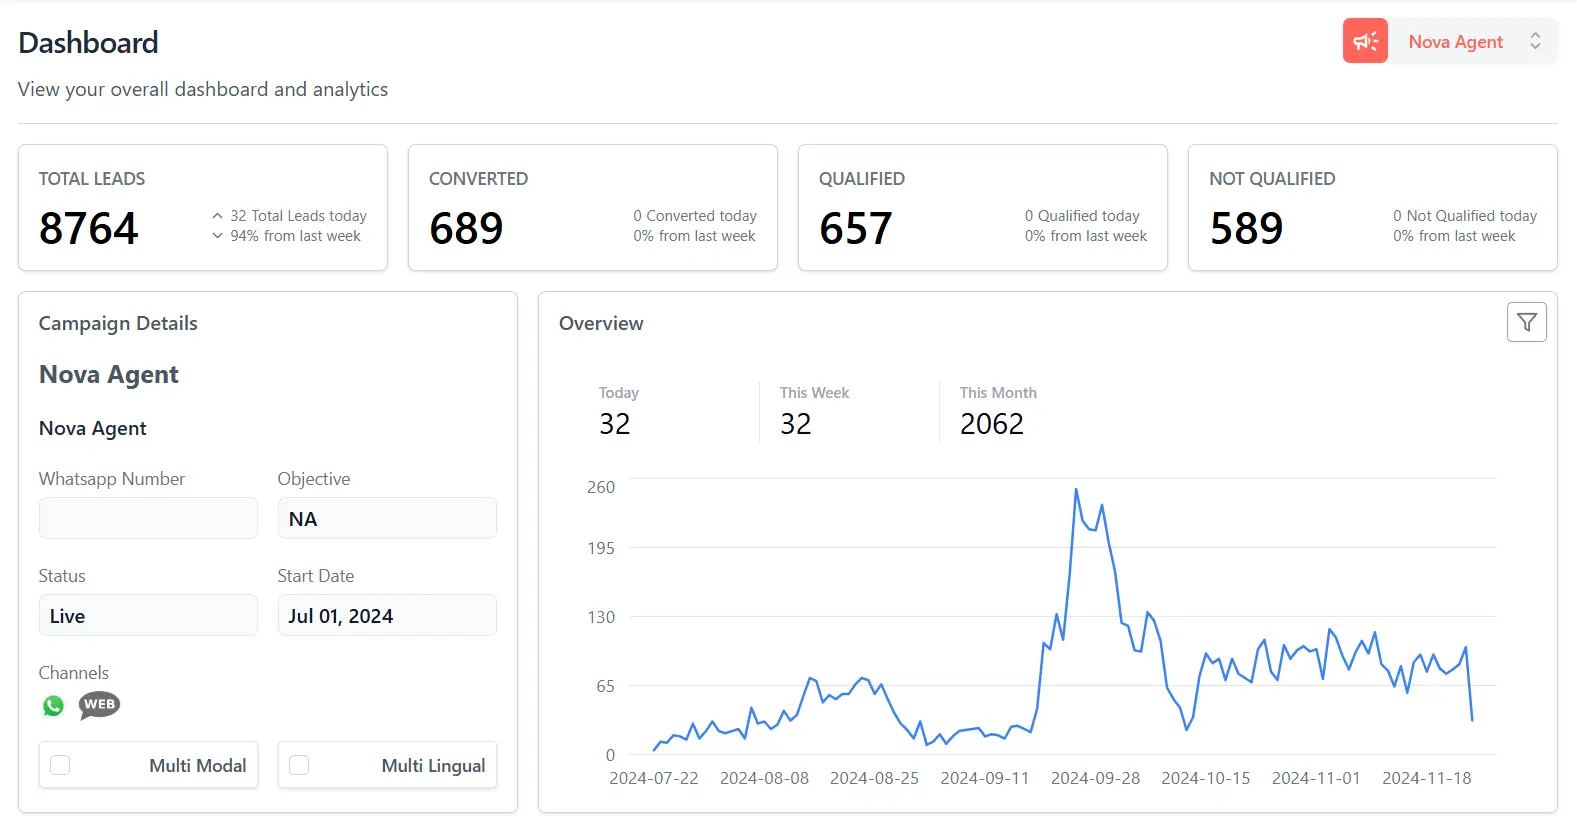 Dashboard
Nova Agent
View your overall dashboard and analytics
TOTAL LEADS
8764
32 Total Leads today
94% from last week
CONVERTED
689
0 Converted today
0% from last week
QUALIFIED
657
0 Qualified today
0% from last week
NOT QUALIFIED
589
0 Not Qualified today
0% from last week
Campaign Details
Nova Agent
Nova Agent
Whatsapp Number
Objective
NA
Status
Live
Start Date
Jul 01, 2024
Channels
WEB
Multi Modal
Multi Lingual
Overview
Today
32
This Week
32
This Month
2062
260
195
130
65
0
2024-07-22 2024-08-08 2024-08-25 2024-09-11 2024-09-28 2024-10-15 2024-11-01 2024-11-18